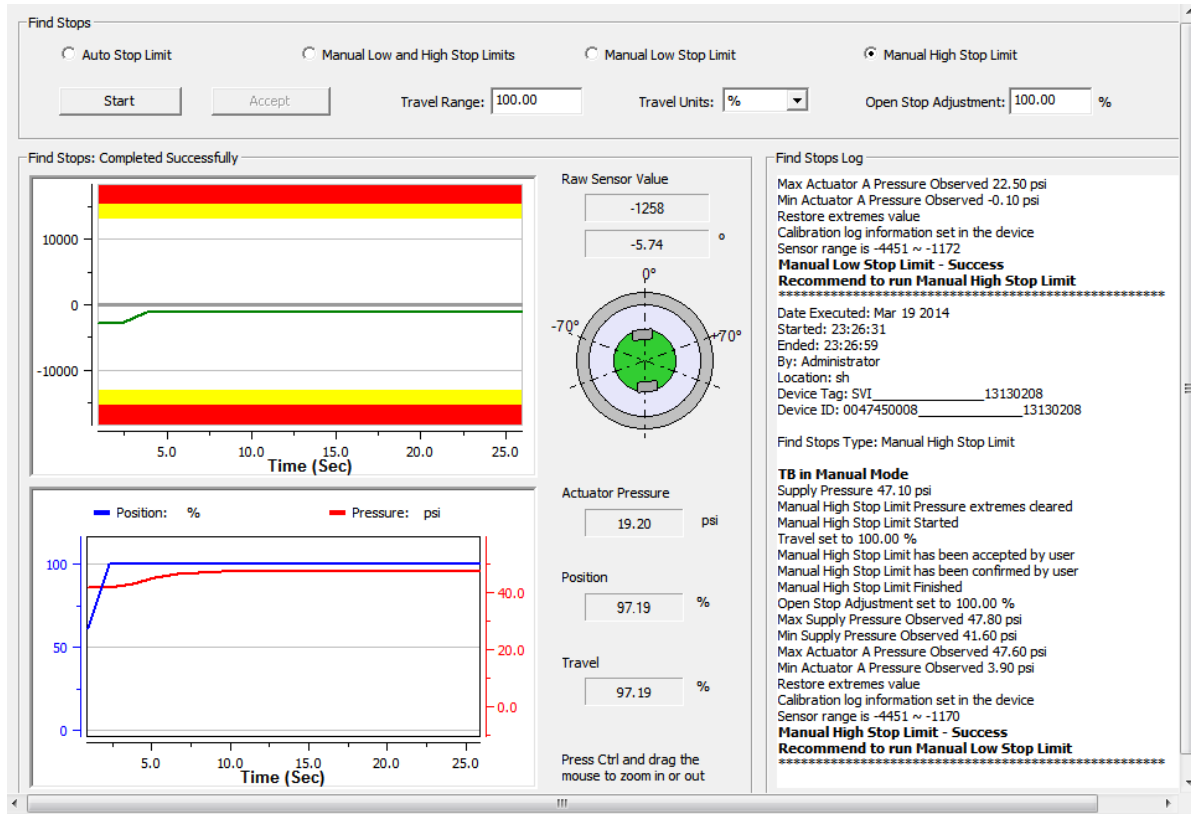 Find Stops
Auto Stop Limit Manual Low and High Stop Limits Manual Low Stop Limit Manual High Stop Limit
Start Accept Travel Range: 100.00 Travel Units: % Open Stop Adjustment: 100.00 %
Find Stops: Completed Successfully
10000
0
-10000
5.0 10.0 15.0 20.0 25.0
Time (Sec)
Position: % Pressure: psi
100
50
0
40.0
20.0
0.0
5.0 10.0 15.0 20.0 25.0
Time (Sec)
Raw Sensor Value
-1258
-5.74 °
0°
-70° +70°
Actuator Pressure
19.20 psi
Position
97.19 %
Travel
97.19 %
Press Ctrl and drag the
mouse to zoom in or out
Find Stops Log
Max Actuator A Pressure Observed 22.50 psi
Min Actuator A Pressure Observed -0.10 psi
Restore extremes value
Calibration log information set in the device
Sensor range is -4451 ~ -1172
Manual Low Stop Limit - Success
Recommend to run Manual High Stop Limit
****************************************************
Date Executed: Mar 19 2014
Started: 23:26:31
Ended: 23:26:59
By: Administrator
Location: sh
Device Tag: SVI________________13130208
Device ID: 0047450008________________13130208
Find Stops Type: Manual High Stop Limit
TB in Manual Mode
Supply Pressure 47.10 psi
Manual High Stop Limit Pressure extremes cleared
Manual High Stop Limit Started
Travel set to 100.00 %
Manual High Stop Limit has been accepted by user
Manual High Stop Limit has been confirmed by user
Manual High Stop Limit Finished
Open Stop Adjustment set to 100.00 %
Max Supply Pressure Observed 47.80 psi
Min Supply Pressure Observed 41.60 psi
Max Actuator A Pressure Observed 47.60 psi
Min Actuator A Pressure Observed 3.90 psi
Restore extremes value
Calibration log information set in the device
Sensor range is -4451 ~ -1170
Manual High Stop Limit - Success
Recommend to run Manual Low Stop Limit
****************************************************